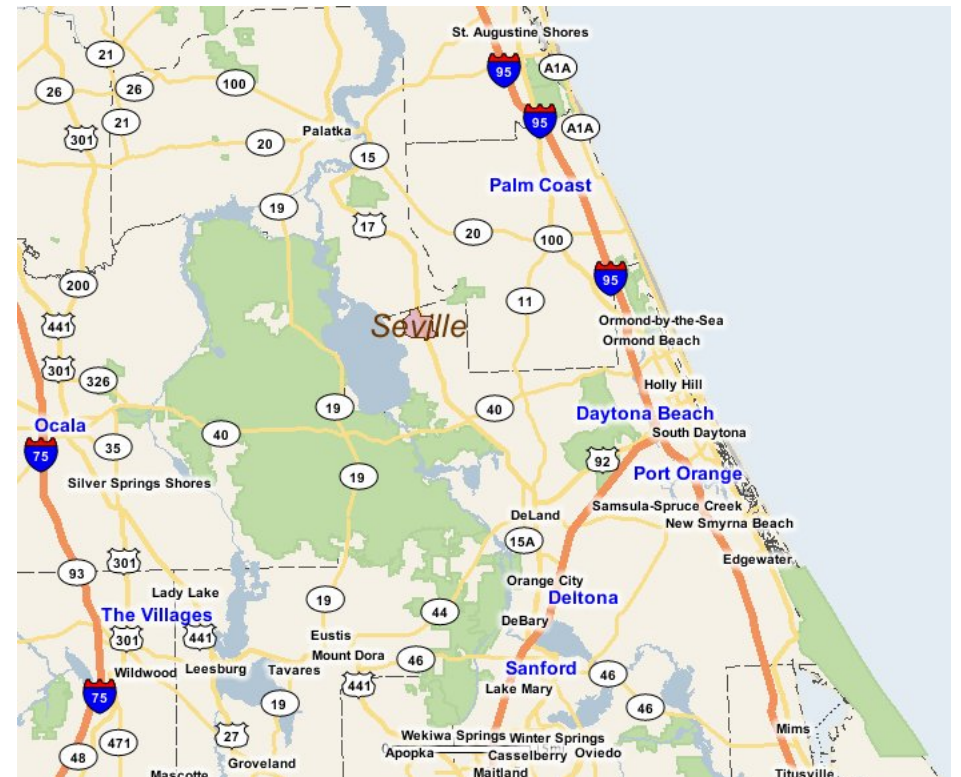 St. Augustine Shores
21
95
A1A
26
26
100
21
95
A1A
301
Palatka
20
15
Palm Coast
19
17
20
100
200
95
11
441
Seville
Ormond-by-the-Sea
Ormond Beach
301
326
Holly Hill
19
40
Daytona Beach
Ocala
40
South Daytona
35
75
92
Port Orange
19
Silver Springs Shores
Samsula-Spruce Creek
DeLand
New Smyrna Beach
15A
301
Edgewater
93
Orange City
Lady Lake
19
Deltona
44
The Villages
DeBary
301
441
Eustis
Mount Dora
46
Sanford
Wildwood
Leesburg
Tavares
46
441
Lake Mary
75
19
46
27
Mims
Wekiwa Springs
Winter Springs
471
0
15mi
48
Apopka
Casselberry
Oviedo
Groveland
Mascotte
Maitland
Titusville